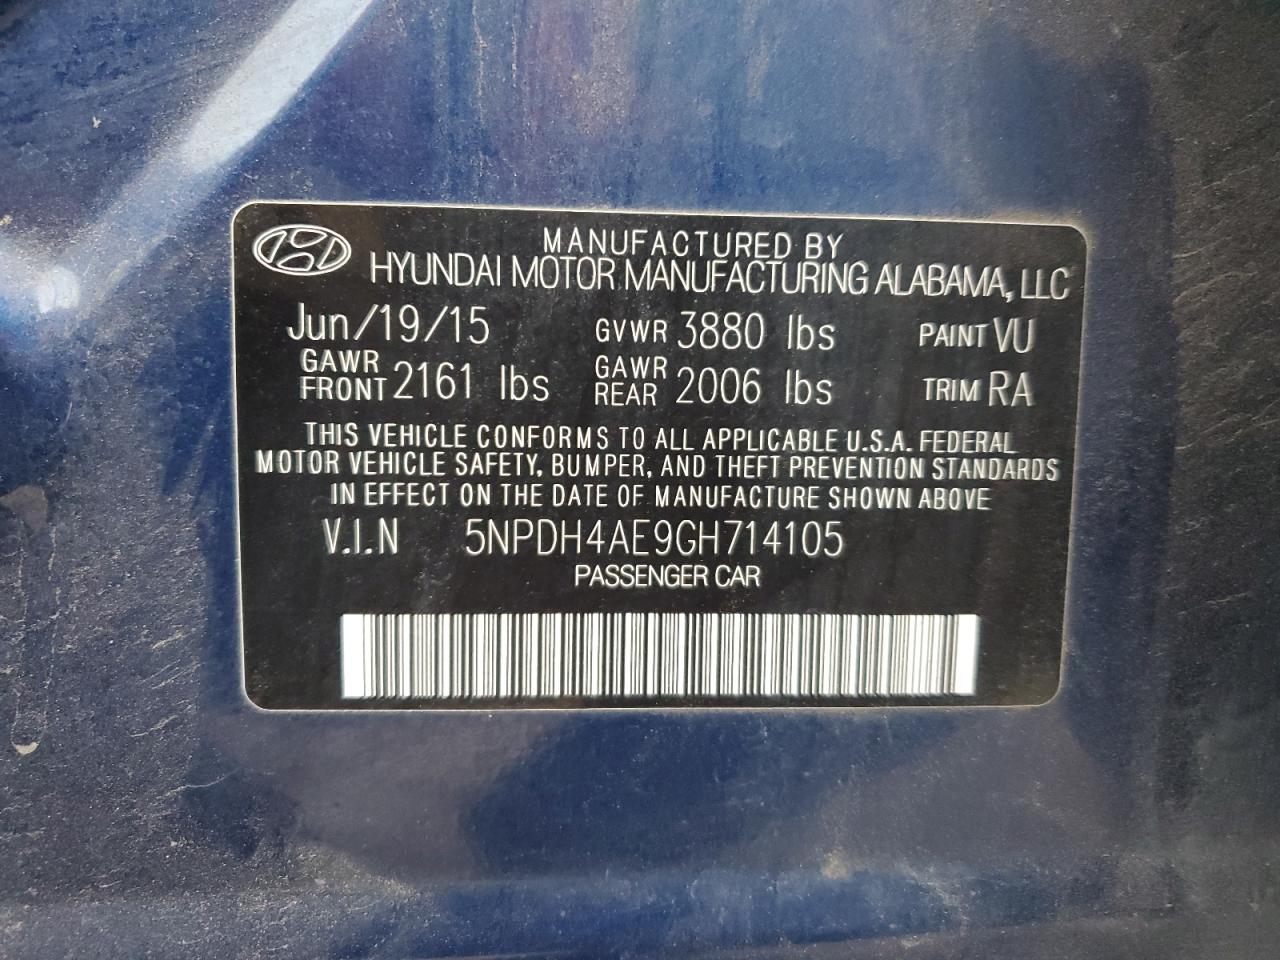 MANUFACTURED BY
HYUNDAI MOTOR MANUFACTURING ALABAMA, LLC
Jun/19/15 GVWR 3880 lbs PAINT VU
GAWR FRONT 2161 lbs GAWR REAR 2006 lbs TRIM RA
THIS VEHICLE CONFORMS TO ALL APPLICABLE U.S.A. FEDERAL
MOTOR VEHICLE SAFETY, BUMPER, AND THEFT PREVENTION STANDARDS
IN EFFECT ON THE DATE OF MANUFACTURE SHOWN ABOVE
V.I.N 5NPDH4AE9GH714105
PASSENGER CAR